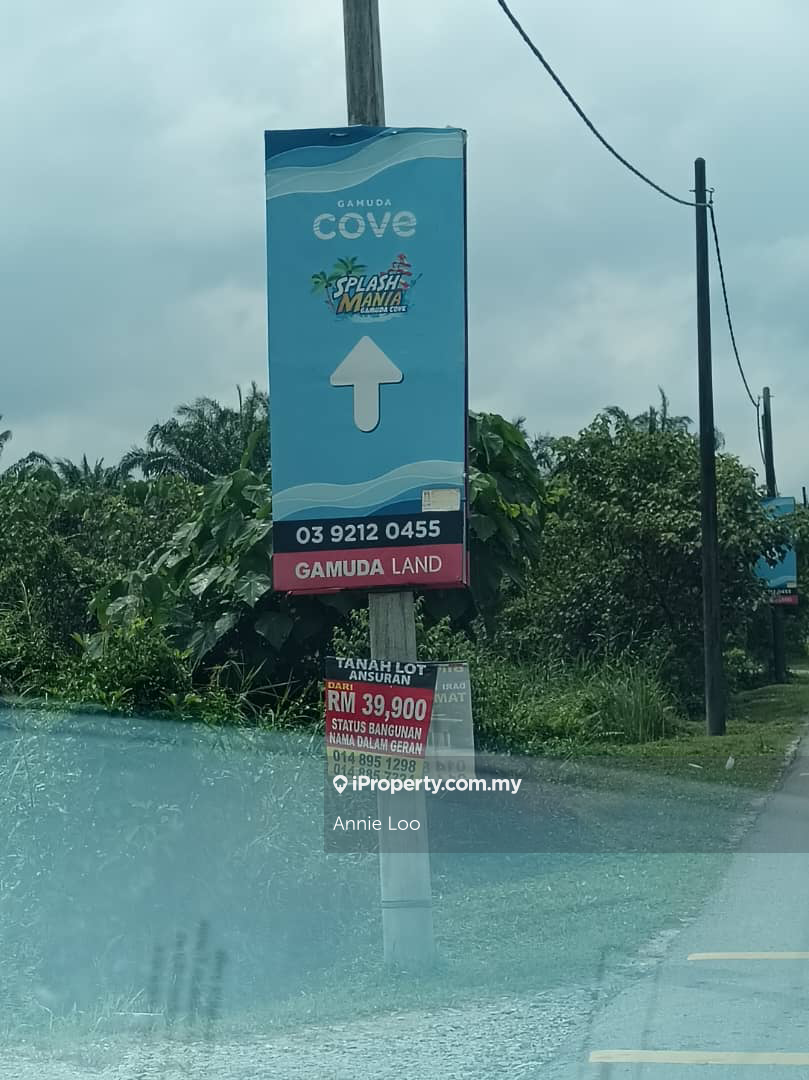 GAMUDA
cove
SPLASH
MANIA
GAMUDA COVE
03 9212 0455
GAMUDA LAND
TANAH LOT
ANSURAN
DARI
RM 39,900
STATUS BANGUNAN
NAMA DALAM GERAN
014 895 1298
iProperty.com.my
Annie Loo